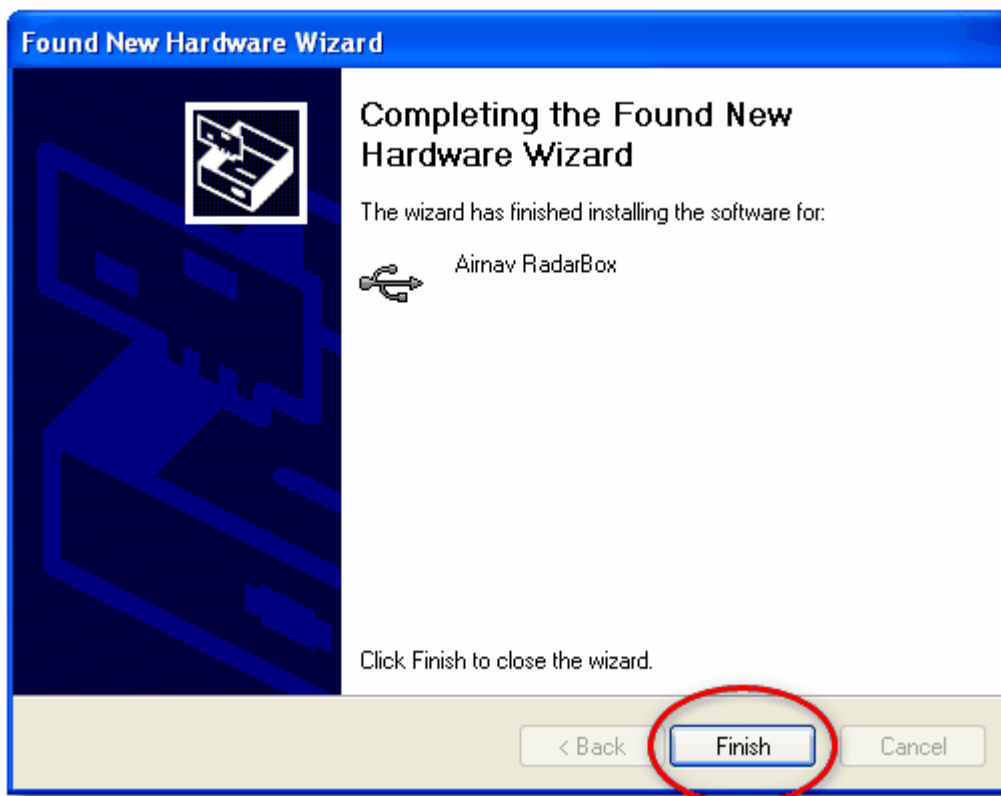 Found New Hardware Wizard
Completing the Found New
Hardware Wizard
The wizard has finished installing the software for:
Airnav RadarBox
Click Finish to close the wizard.
< Back Finish Cancel